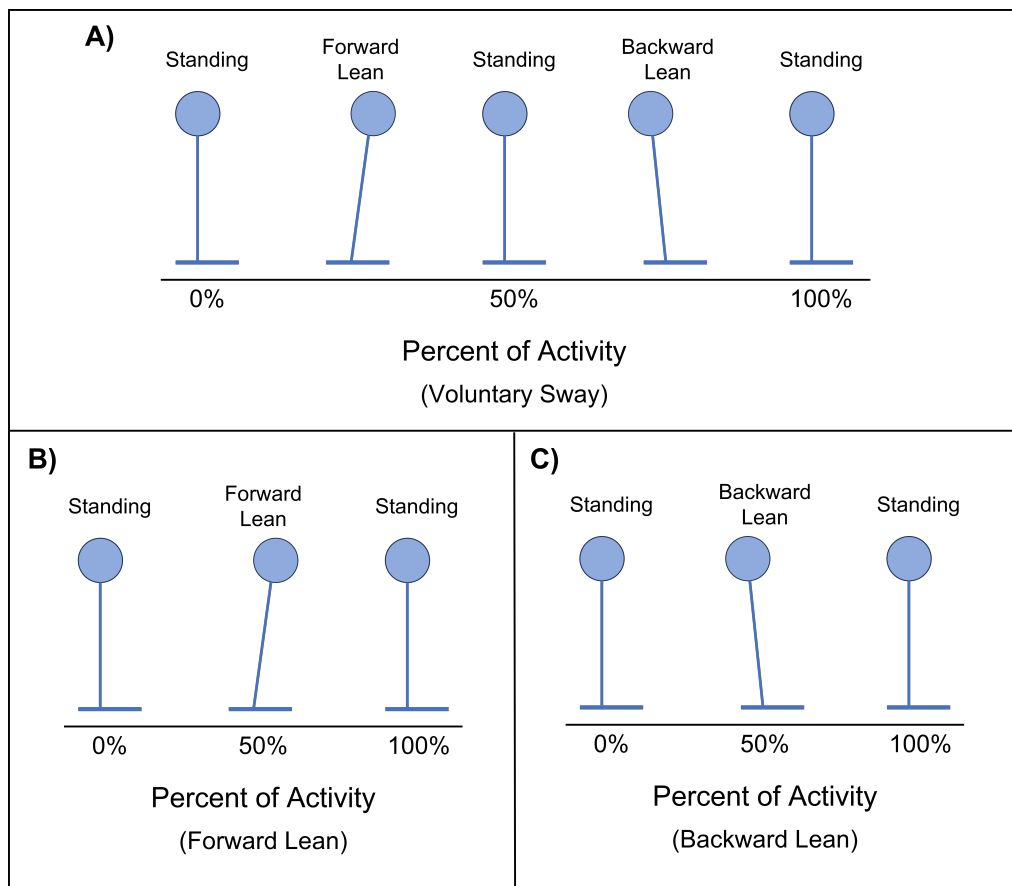 A)
Standing
Forward
Lean
Standing
Backward
Lean
Standing
0%
50%
100%
Percent of Activity
(Voluntary Sway)
B)
Standing
Forward
Lean
Standing
0%
50%
100%
Percent of Activity
(Forward Lean)
C)
Standing
Backward
Lean
Standing
0%
50%
100%
Percent of Activity
(Backward Lean)